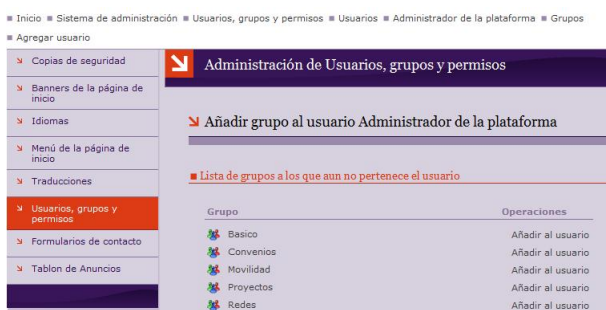 Inicio Sistema de administración Usuarios, grupos y permisos Usuarios Administrador de la plataforma Grupos
Agregar usuario
Copias de seguridad
Banners de la página de
inicio
Idiomas
Menú de la página de
inicio
Traducciones
Usuarios, grupos y
permisos
Formularios de contacto
Tablon de Anuncios
Administración de Usuarios, grupos y permisos
Añadir grupo al usuario Administrador de la plataforma
Lista de grupos a los que aun no pertenece el usuario
Grupo Operaciones
Basico Añadir al usuario
Convenios Añadir al usuario
Movilidad Añadir al usuario
Proyectos Añadir al usuario
Redes Añadir al usuario